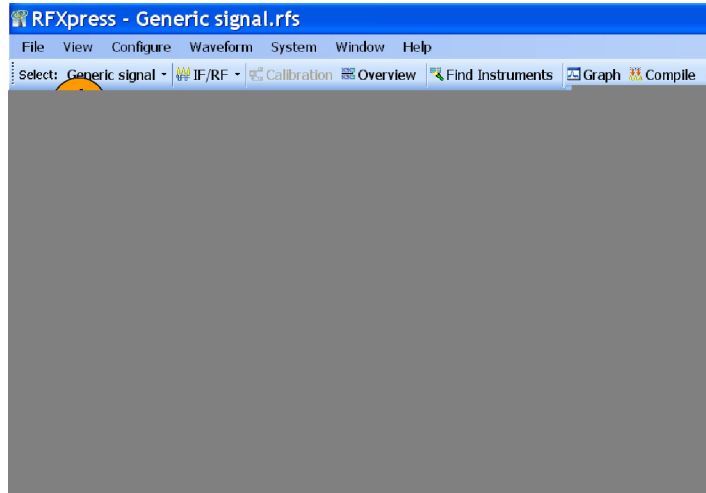 RFXpress - Generic signal.rfs
File View Configure Waveform System Window Help
Select: Generic signal IF/RF Calibration Overview Find Instruments Graph Compile